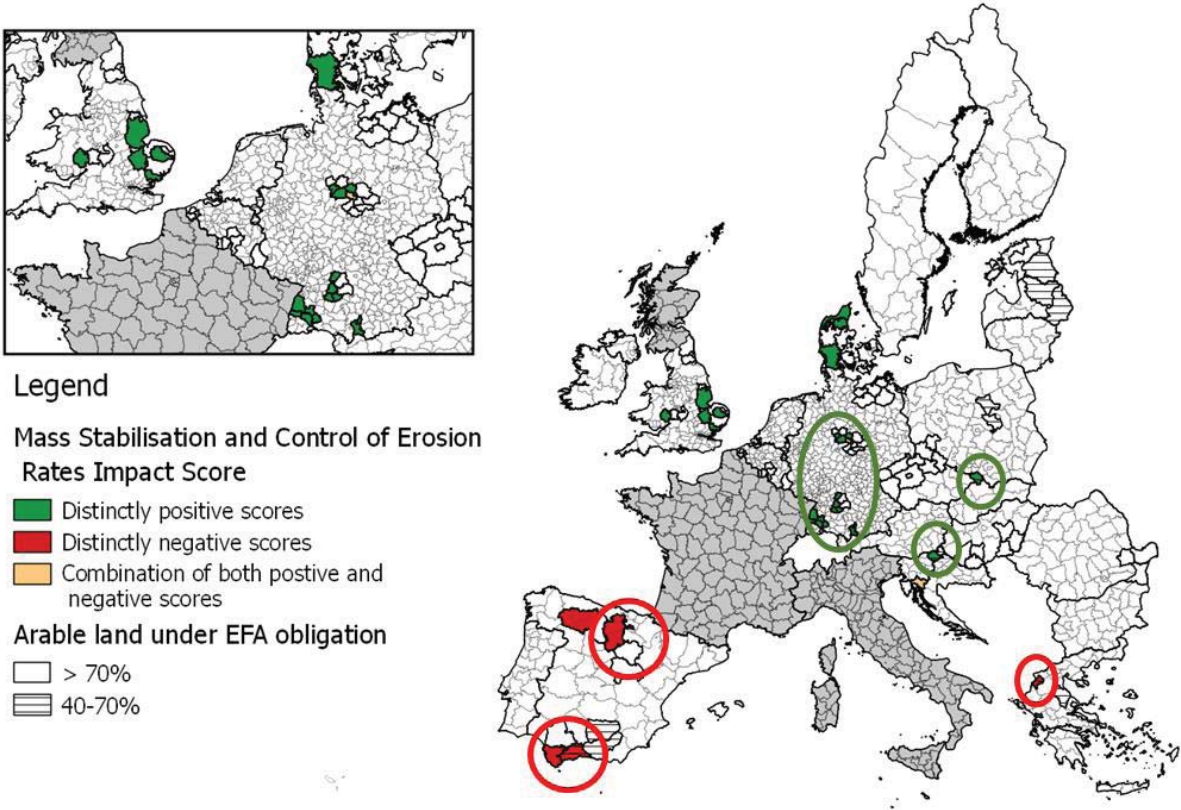 Legend
Mass Stabilisation and Control of Erosion
Rates Impact Score
Distinctly positive scores
Distinctly negative scores
Combination of both postive and
negative scores
Arable land under EFA obligation
> 70%
40-70%